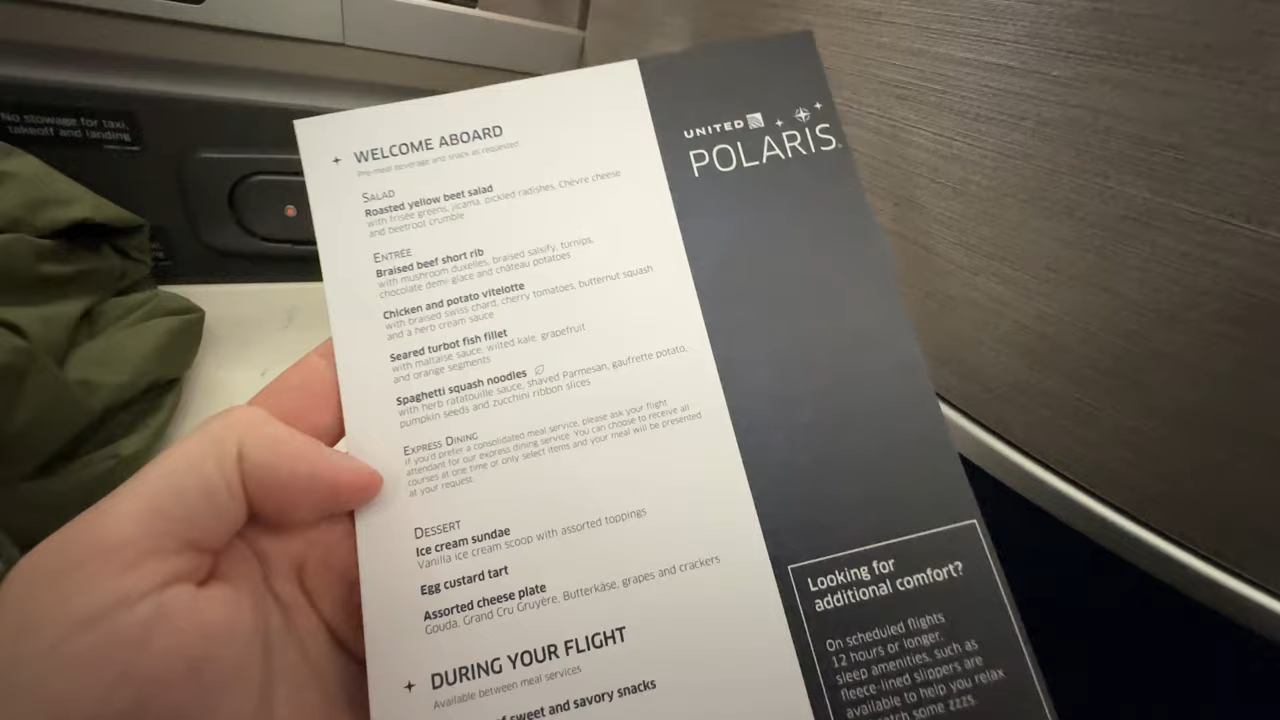 No stowage for taxi,
takeoff and landing
WELCOME ABOARD
Pre-meal beverage and snack as requested
SALAD
Roasted yellow beet salad
with frisée greens, jicama, pickled radishes, Chèvre cheese
and beetroot crumble
ENTRÉE
Braised beef short rib
with mushroom duxelles, braised salsify, turnips,
chocolate demi-glace and château potatoes
Chicken and potato vitelotte
with braised swiss chard, cherry tomatoes, butternut squash
and a herb cream sauce
Seared turbot fish fillet
with maltaise sauce, wilted kale, grapefruit
and orange segments
Spaghetti squash noodles
with herb ratatouille sauce, shaved Parmesan, gaufrette potato,
pumpkin seeds and zucchini ribbon slices
EXPRESS DINING
If you'd prefer a consolidated meal service, please ask your flight
attendant for our express dining service. You can choose to receive all
courses at one time or only select items and your meal will be presented
at your request.
DESSERT
Ice cream sundae
Vanilla ice cream scoop with assorted toppings
Egg custard tart
Assorted cheese plate
Gouda, Grand Cru Gruyère, Butterkäse, grapes and crackers
DURING YOUR FLIGHT
Available between meal services
of sweet and savory snacks
UNITED
POLARIS
Looking for
additional comfort?
On scheduled flights
12 hours or longer,
sleep amenities, such as
fleece-lined slippers are
available to help you relax
catch some zzzs.